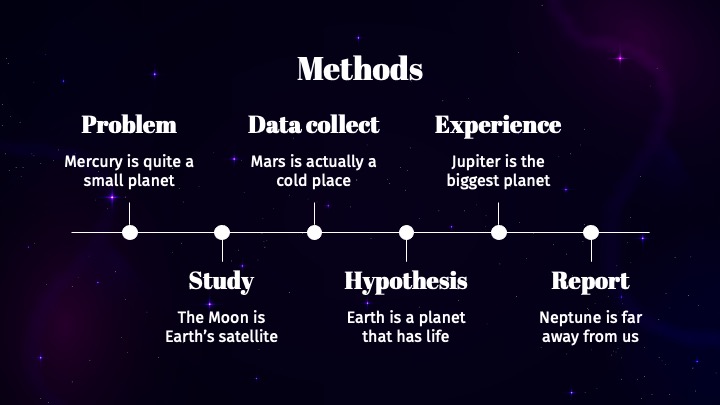 Methods
Problem
Mercury is quite a
small planet
Data collect
Mars is actually a
cold place
Experience
Jupiter is the
biggest planet
Study
The Moon is
Earth’s satellite
Hypothesis
Earth is a planet
that has life
Report
Neptune is far
away from us